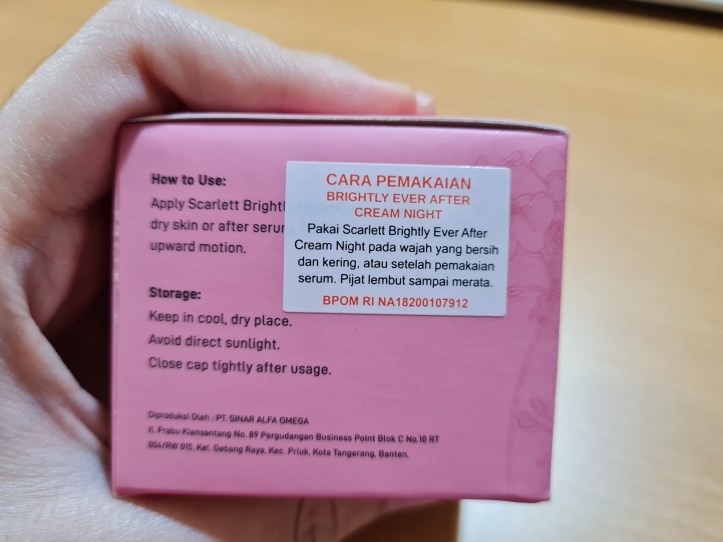 How to Use:
Apply Scarlett Brightl
dry skin or after serum
upward motion.
CARA PEMAKAIAN
BRIGHTLY EVER AFTER
CREAM NIGHT
Pakai Scarlett Brightly Ever After
Cream Night pada wajah yang bersih
dan kering, atau setelah pemakaian
serum. Pijat lembut sampai merata.
BPOM RI NA18200107912
Storage:
Keep in cool, dry place.
Avoid direct sunlight.
Close cap tightly after usage.
Diproduksi Oleh : PT. SINAR ALFA OMEGA
Jl. Prabu Kiansantang No. 89 Pergudangan Business Point Blok C No.10 RT
004/RW 015, Kel. Gebang Raya, Kec. Priuk, Kota Tangerang, Banten.